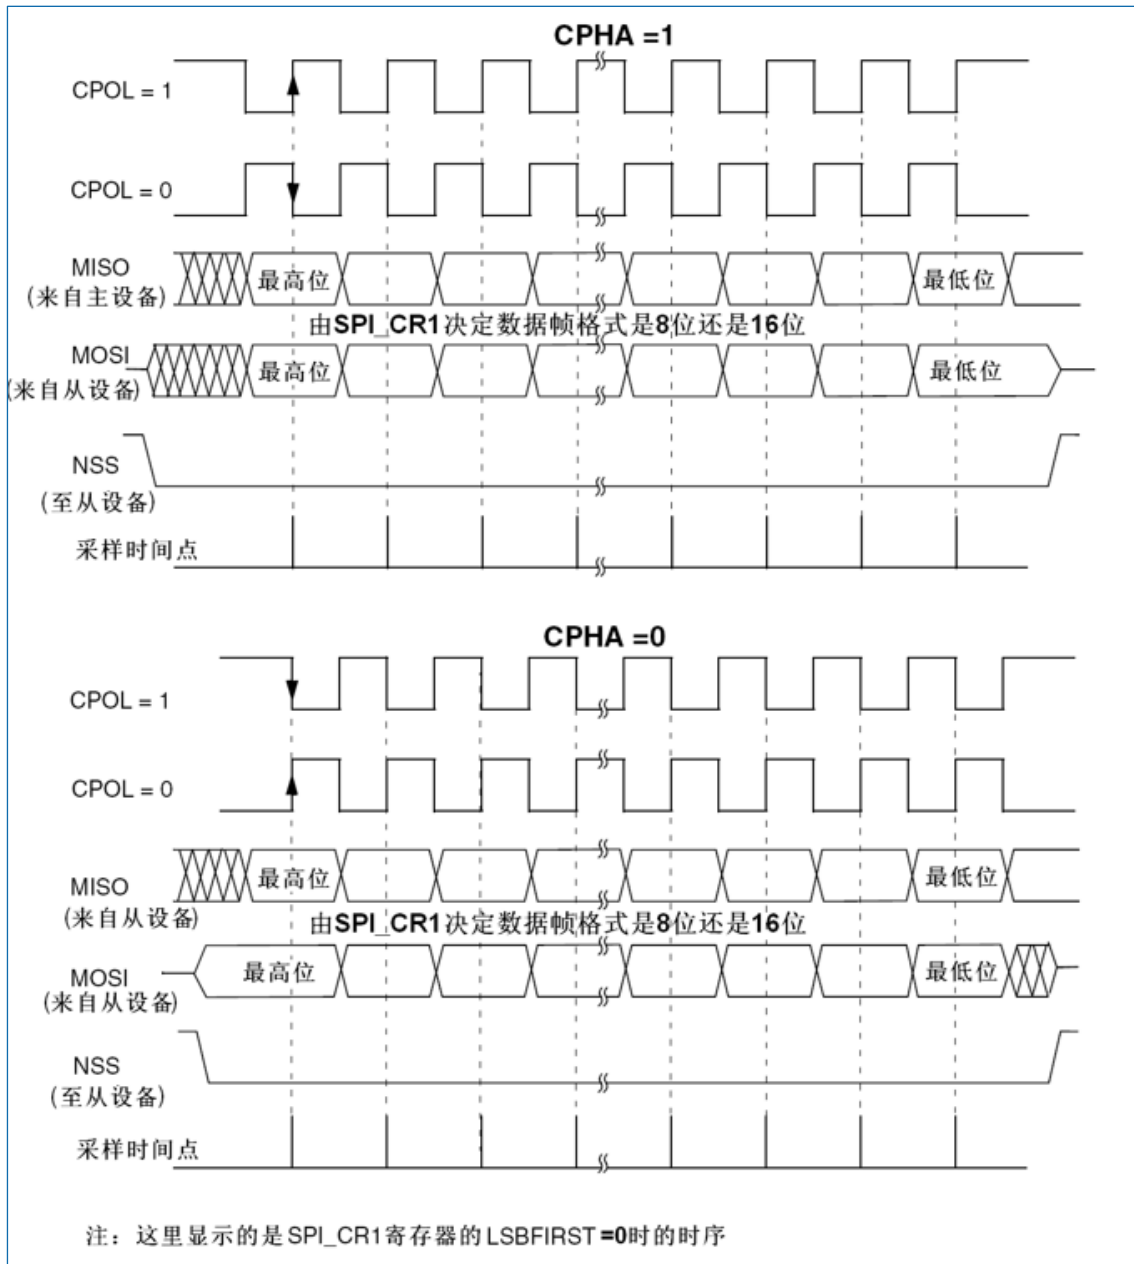 CPHA =1
CPOL = 1
CPOL = 0
MISO
(来自主设备)
最高位
最低位
由SPI_CR1决定数据帧格式是8位还是16位
MOSI
(来自从设备)
最高位
最低位
NSS
(至从设备)
采样时间点
CPHA =0
CPOL = 1
CPOL = 0
MISO
(来自从设备)
最高位
最低位
由SPI_CR1决定数据帧格式是8位还是16位
MOSI
(来自从设备)
最高位
最低位
NSS
(至从设备)
采样时间点
注：这里显示的是SPI_CR1寄存器的LSBFIRST=0时的时序